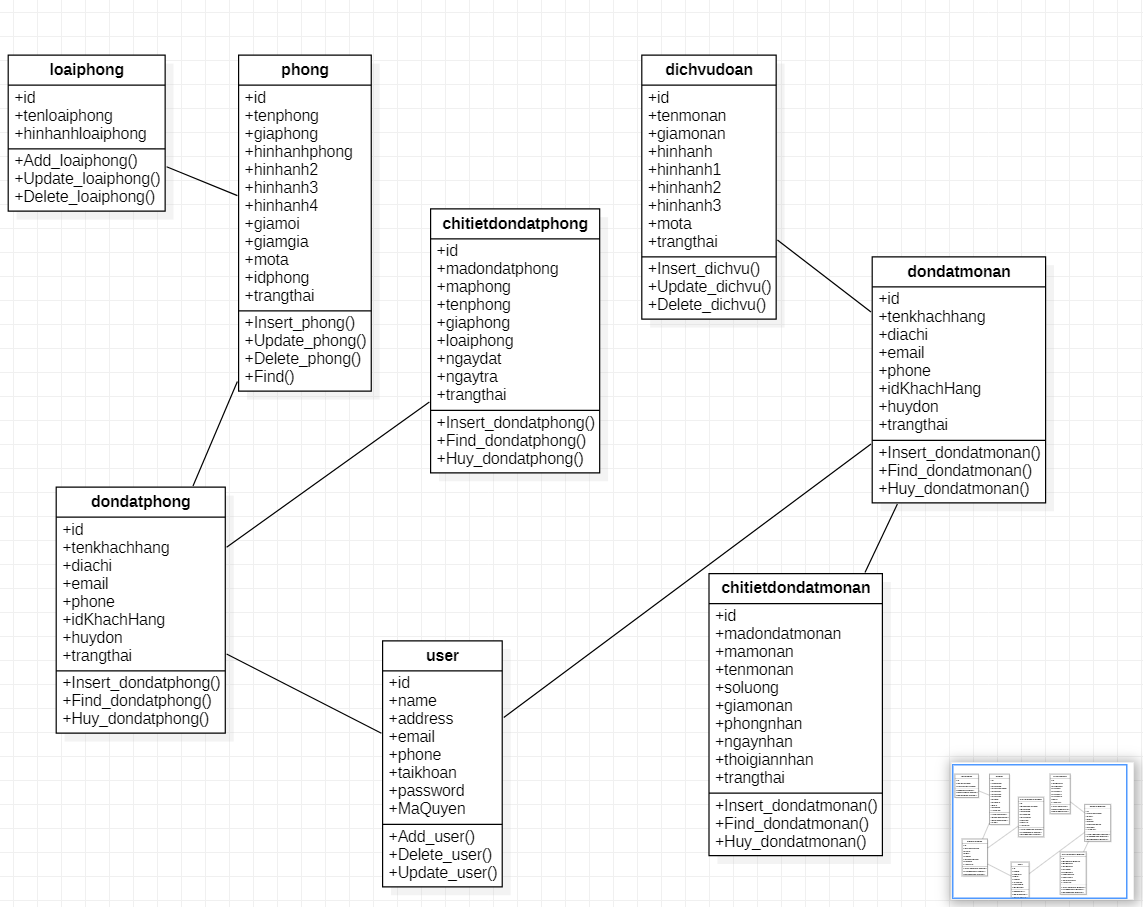 loaiphong
+id
+tenloaiphong
+hinhanhloaiphong
+Add_loaiphong()
+Update_loaiphong()
+Delete_loaiphong()
phong
+id
+tenphong
+giaphong
+hinhanhphong
+hinhanh2
+hinhanh3
+hinhanh4
+giamoi
+giamgia
+mota
+idphong
+trangthai
+Insert_phong()
+Update_phong()
+Delete_phong()
+Find()
chitietdondatphong
+id
+madondatphong
+maphong
+tenphong
+giaphong
+loaiphong
+ngaydat
+ngaytra
+trangthai
+Insert_dondatphong()
+Find_dondatphong()
+Huy_dondatphong()
dichvudoan
+id
+tenmonan
+giamonan
+hinhanh
+hinhanh1
+hinhanh2
+hinhanh3
+mota
+trangthai
+Insert_dichvu()
+Update_dichvu()
+Delete_dichvu()
dondatmonan
+id
+tenkhachhang
+diachi
+email
+phone
+idKhachHang
+huydon
+trangthai
+Insert_dondatmonan()
+Find_dondatmonan()
+Huy_dondatmonan()
dondatphong
+id
+tenkhachhang
+diachi
+email
+phone
+idKhachHang
+huydon
+trangthai
+Insert_dondatphong()
+Find_dondatphong()
+Huy_dondatphong()
user
+id
+name
+address
+email
+phone
+taikhoan
+password
+MaQuyen
+Add_user()
+Delete_user()
+Update_user()
chitietdondatmonan
+id
+madondatmonan
+mamonan
+tenmonan
+soluong
+giamonan
+phongnhan
+ngaynhan
+thoigiannhan
+trangthai
+Insert_dondatmonan()
+Find_dondatmonan()
+Huy_dondatmonan()